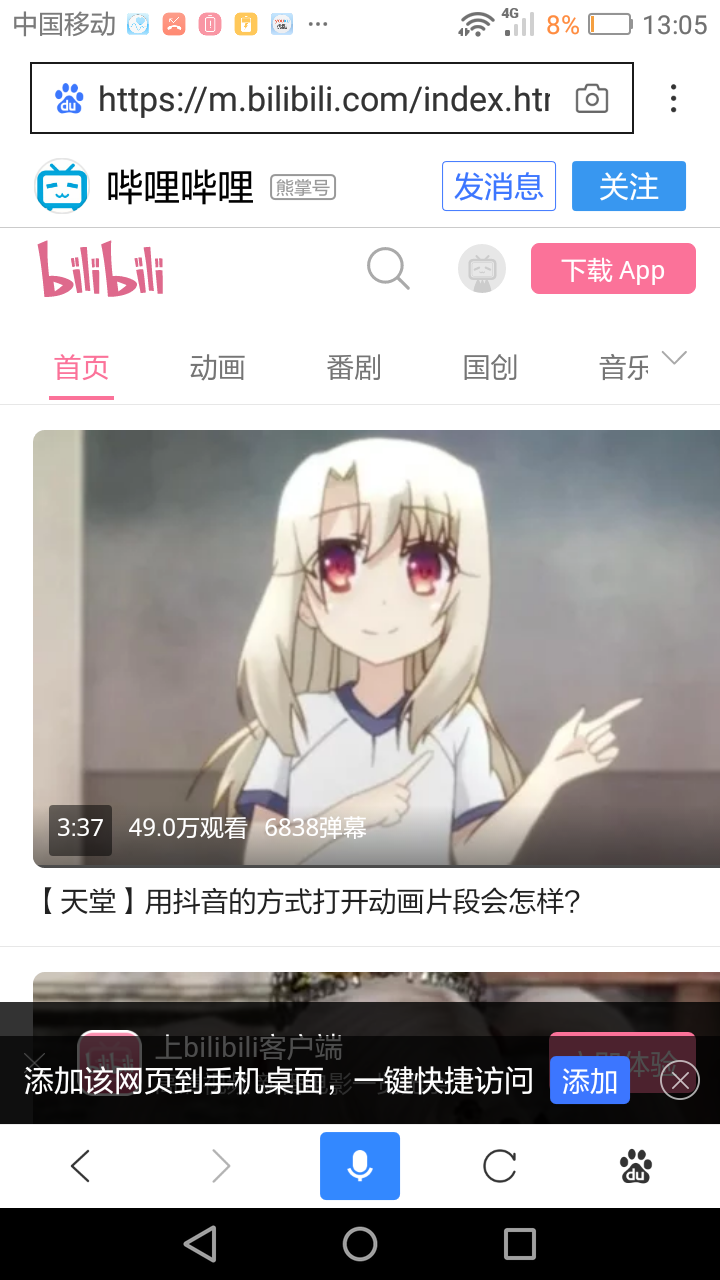 中国移动 4G 8% 13:05
https://m.bilibili.com/index.htm
哔哩哔哩 熊掌号 发消息 关注
bilibili 下载 App
首页 动画 番剧 国创 音乐
3:37 49.0万观看 6838弹幕
【天堂】用抖音的方式打开动画片段会怎样?
上bilibili客户端
添加该网页到手机桌面，一键快捷访问 添加
du